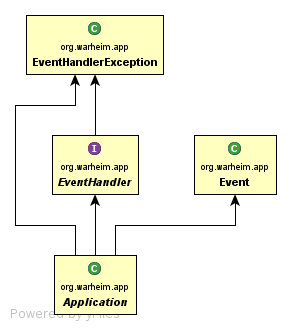 C
org.warheim.app
EventHandlerException
I
org.warheim.app
EventHandler
C
org.warheim.app
Event
C
org.warheim.app
Application
Powered by yFiles